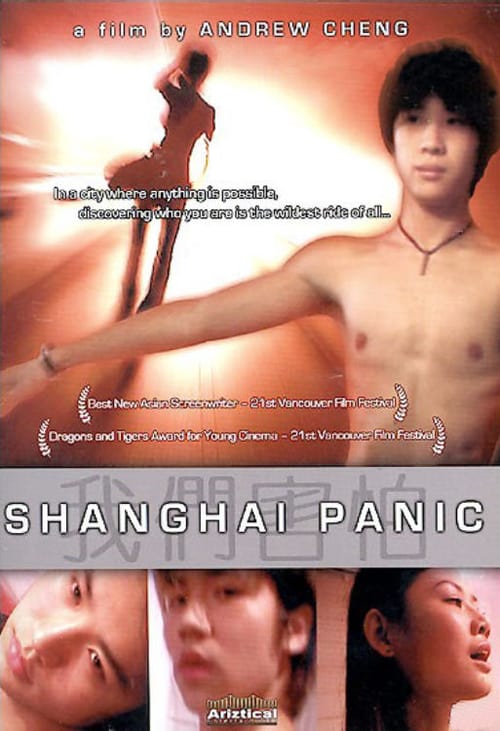 a film by ANDREW CHENG
In a city where anything is possible,
discovering who you are is the wildest ride of all...
Best New Asian Screenwriter - 21st Vancouver Film Festival
Dragons and Tigers Award for Young Cinema - 21st Vancouver Film Festival
我們害怕
SHANGHAI PANIC
Ariztical
Entertainment